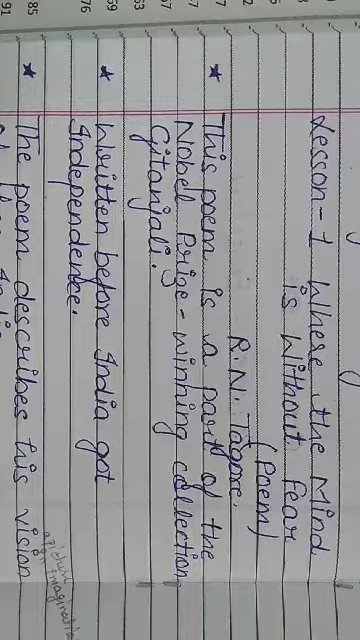 Lesson-1 Where the Mind
is without fear
(Poem)
R.N. Tagore.
★ This poem is a part of the
Nobel Prize-winning collection
Gitanjali.
★ Written before India got
Independence.
★ The poem describes his vision